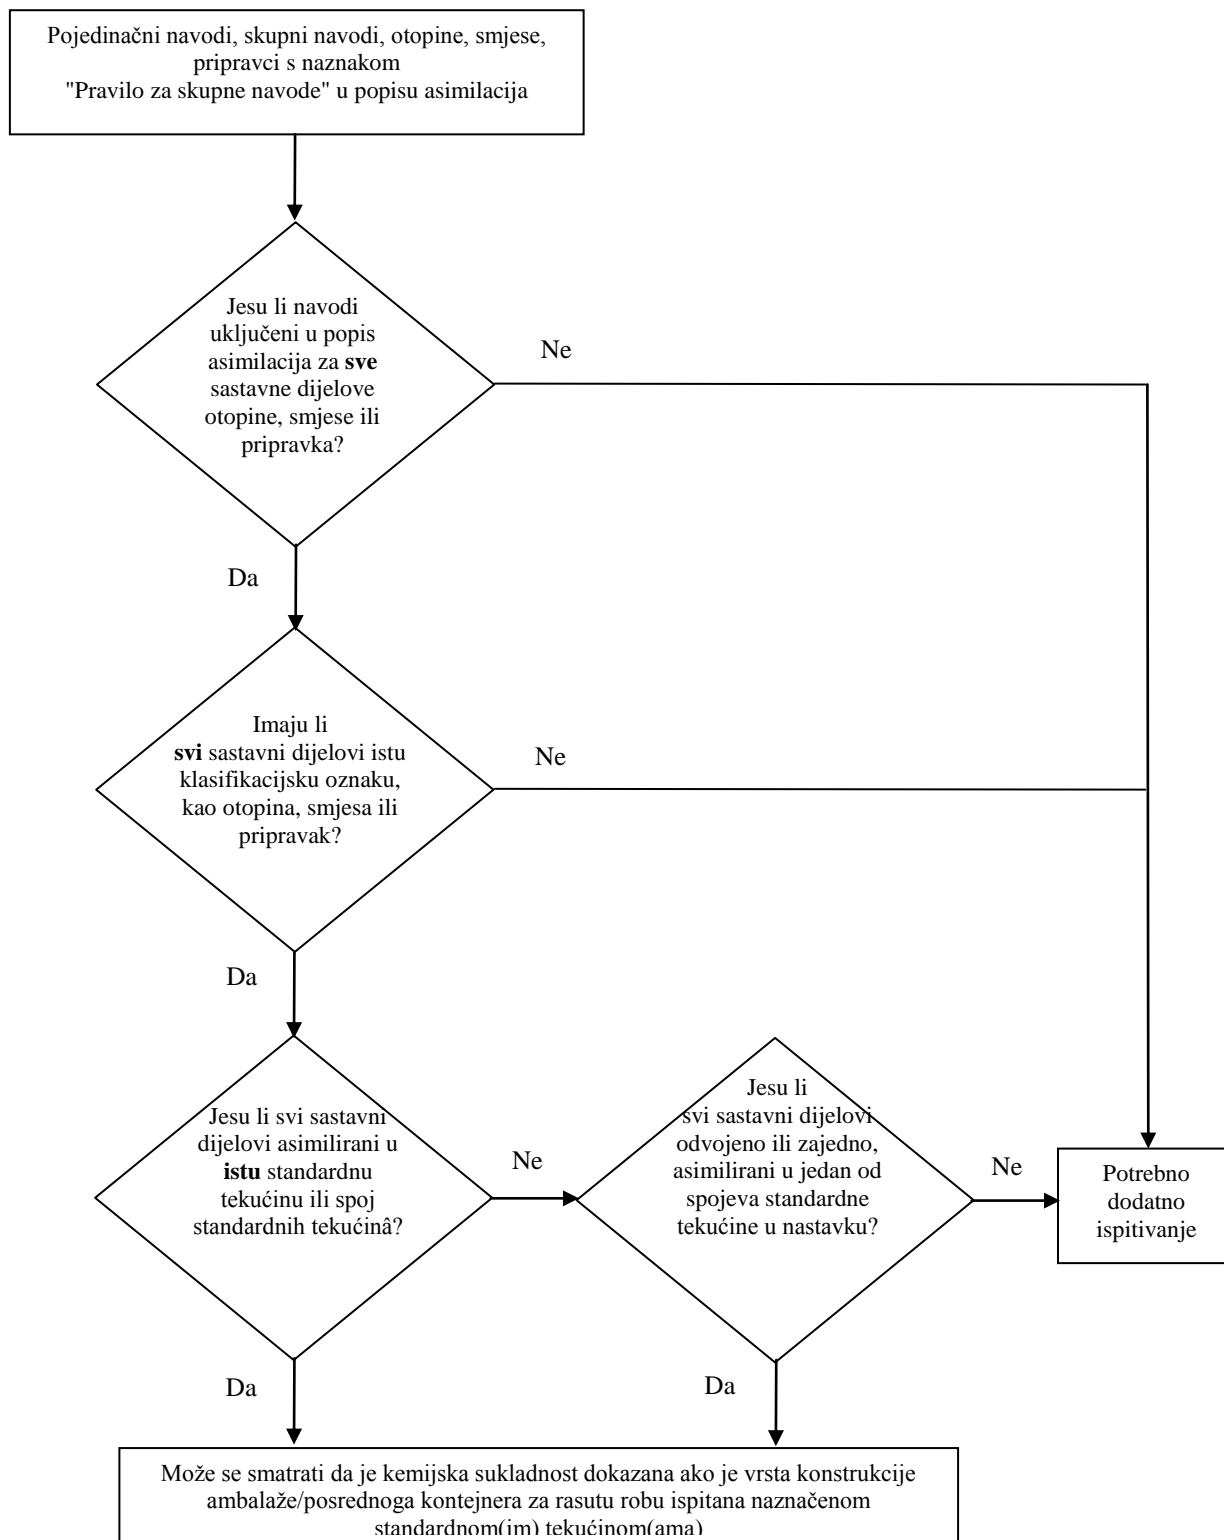 Pojedinačni navodi, skupni navodi, otopine, smjese,
pripravci s naznakom
"Pravilo za skupne navode" u popisu asimilacija
Jesu li navodi
uključeni u popis
asimilacija za sve
sastavne dijelove
otopine, smjese ili
pripravka?
Ne
Da
Imaju li
svi sastavni dijelovi istu
klasifikacijsku oznaku,
kao otopina, smjesa ili
pripravak?
Ne
Da
Jesu li svi sastavni
dijelovi asimilirani u
istu standardnu
tekućinu ili spoj
standardnih tekućinâ?
Ne
Jesu li
svi sastavni dijelovi
odvojeno ili zajedno,
asimilirani u jedan od
spojeva standardne
tekućine u nastavku?
Ne
Potrebno
dodatno
ispitivanje
Da
Da
Može se smatrati da je kemijska sukladnost dokazana ako je vrsta konstrukcije
ambalaže/posrednoga kontejnera za rasutu robu ispitana naznačenom
standardnom(im) tekućinom(ama)